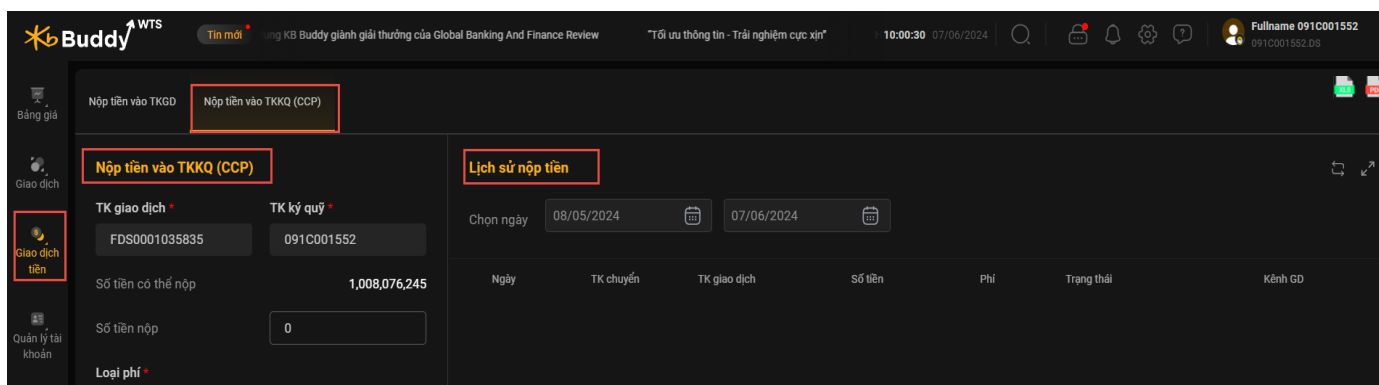 KB Buddy WTS
Tin mới
ung KB Buddy giành giải thưởng của Global Banking And Finance Review
"Tối ưu thông tin - Trải nghiệm cực xịn"
10:00:30 07/06/2024
Fullname 091C001552
091C001552.DS
Bảng giá
Giao dịch
Giao dịch
tiền
Quản lý tài
khoản
Nộp tiền vào TKGD
Nộp tiền vào TKKQ (CCP)
XLS
Nộp tiền vào TKKQ (CCP)
TK giao dịch *
TK ký quỹ *
FDS0001035835
091C001552
Số tiền có thể nộp
1,008,076,245
Số tiền nộp
0
Loại phí *
Lịch sử nộp tiền
Chọn ngày
08/05/2024
07/06/2024
Ngày
TK chuyển
TK giao dịch
Số tiền
Phí
Trạng thái
Kênh GD